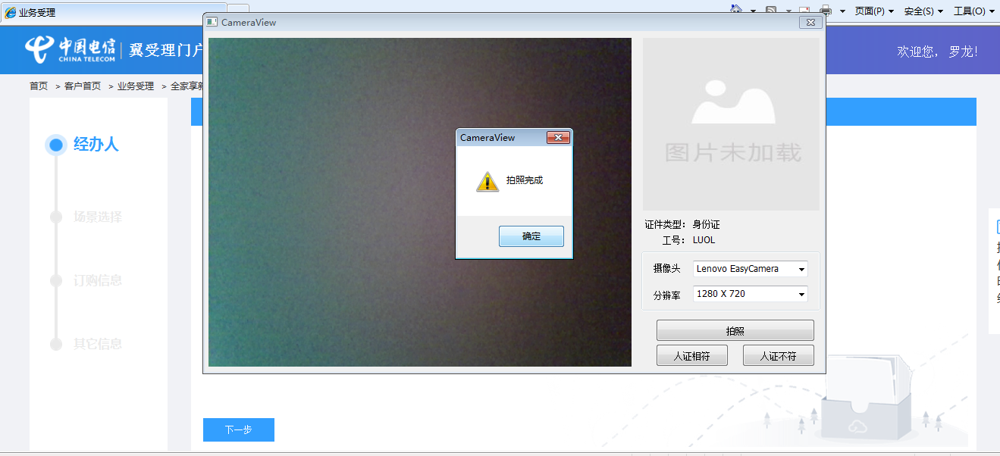 业务受理
页面(P)
安全(S)
工具(O)
CameraView
中国电信
CHINA TELECOM
翼受理门户
欢迎您， 罗龙!
首页 > 客户首页 > 业务受理 > 全家享新
经办人
场景选择
订购信息
其它信息
CameraView
拍照完成
确定
图片未加载
证件类型： 身份证
工号： LUOL
摄像头 Lenovo EasyCamera
分辨率 1280 X 720
拍照
人证相符 人证不符
下一步